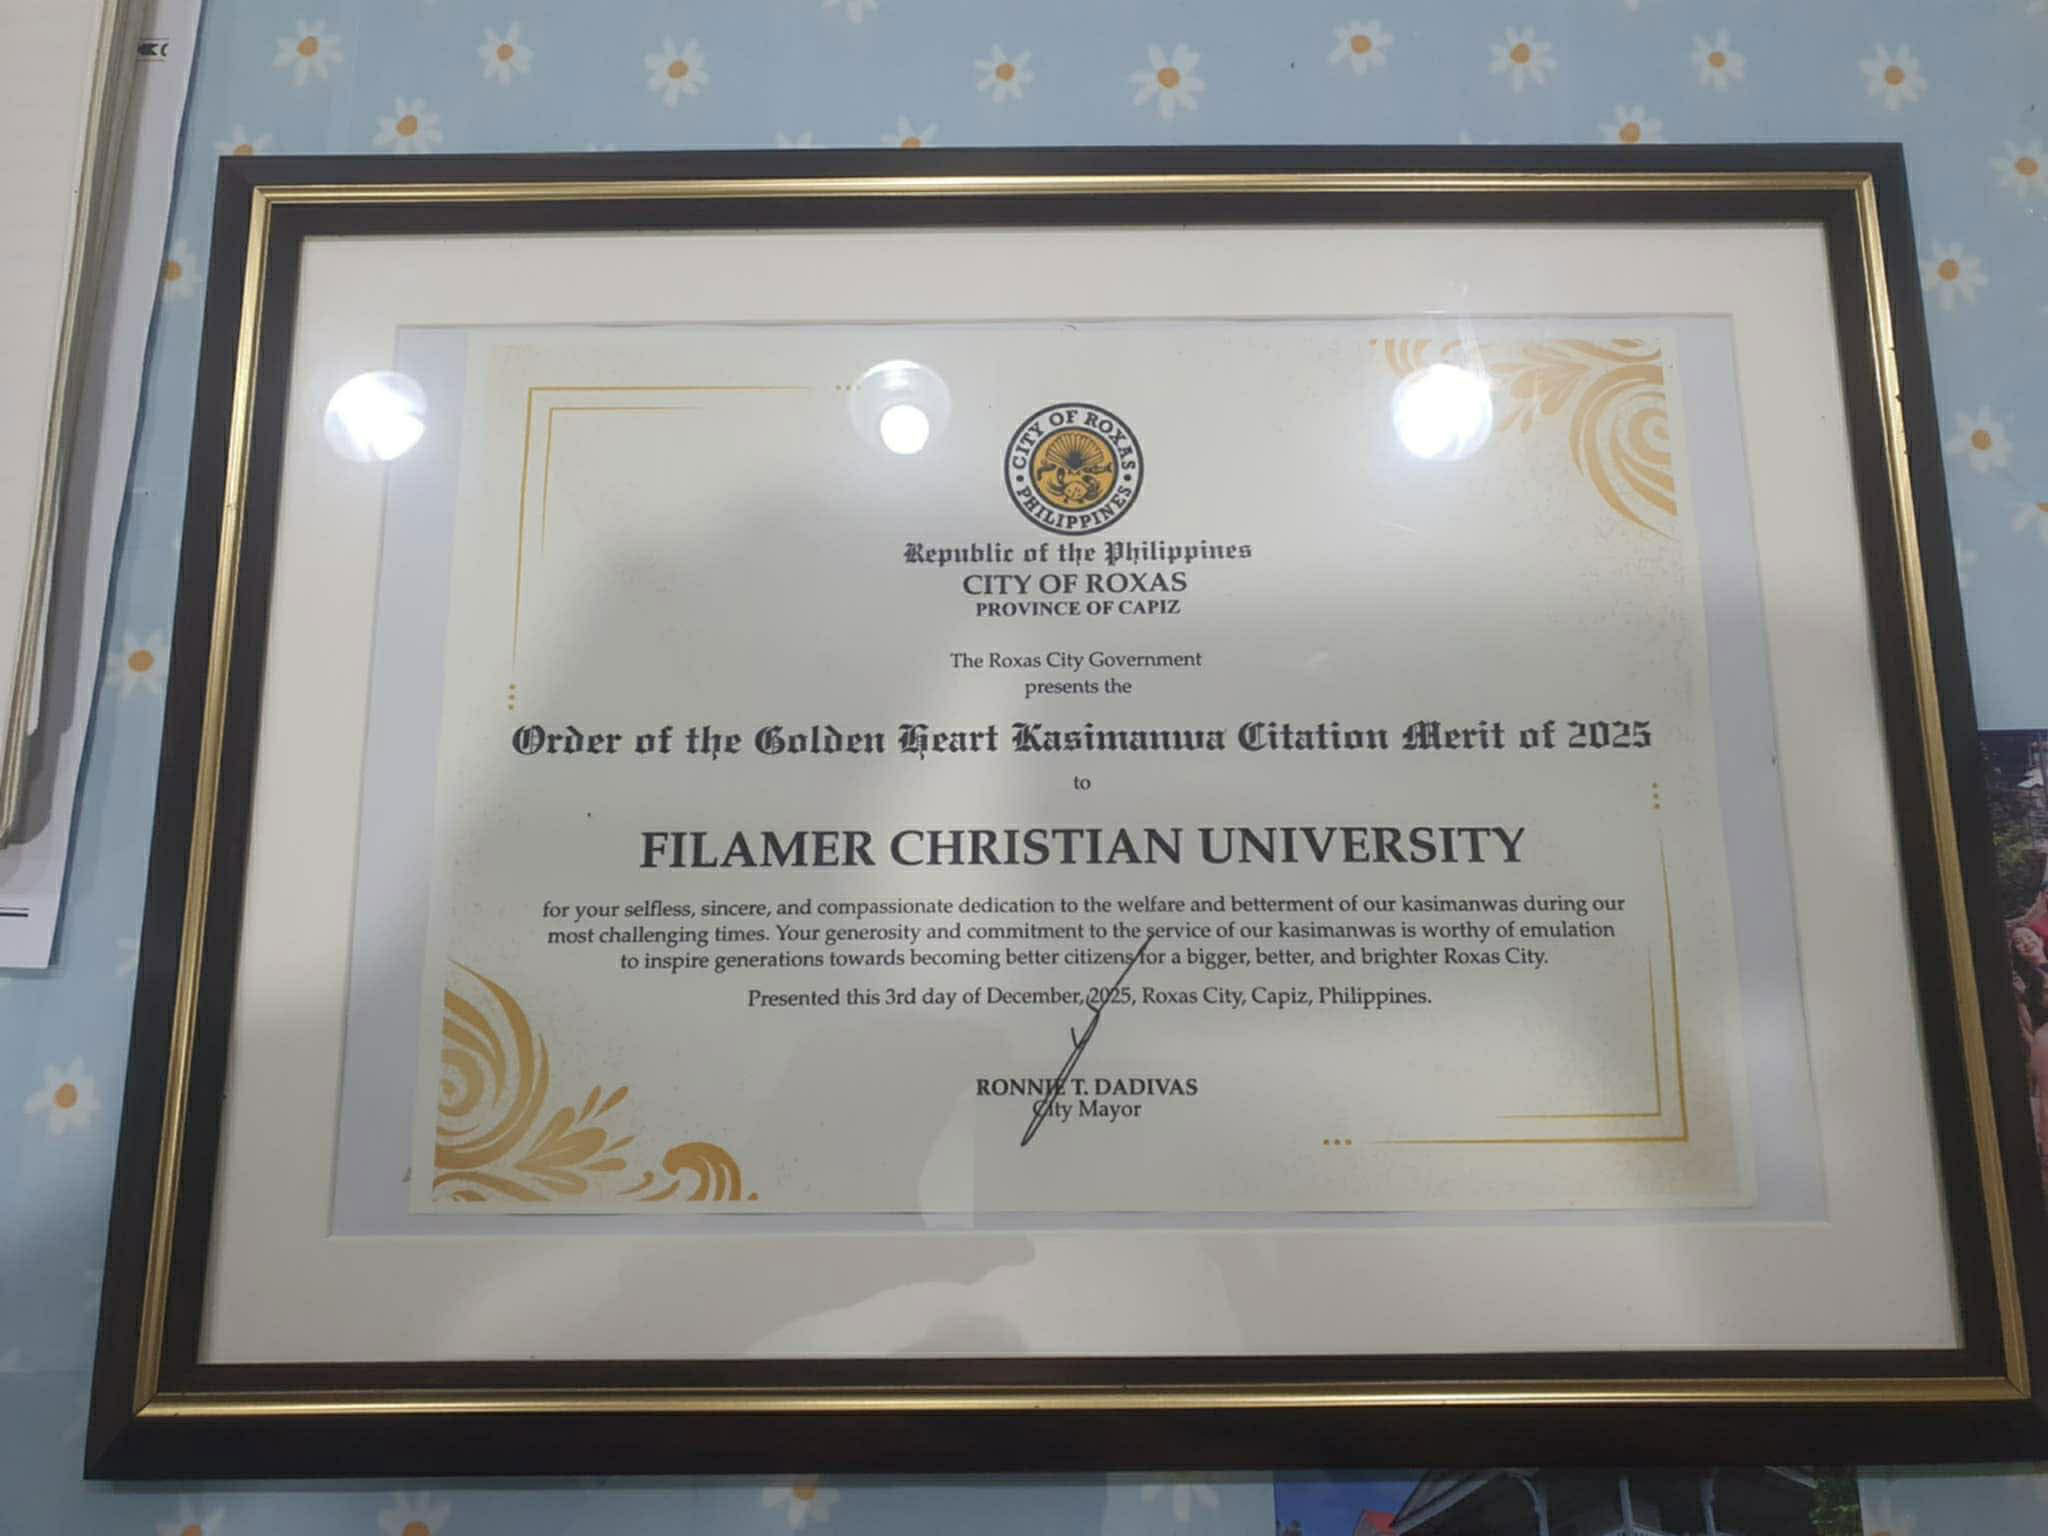 CITY OF ROXAS
PHILIPPINES
Republic of the Philippines
CITY OF ROXAS
PROVINCE OF CAPIZ
The Roxas City Government
presents the
Order of the Golden Heart Kasimanwa Citation Merit of 2025
to
FILAMER CHRISTIAN UNIVERSITY
for your selfless, sincere, and compassionate dedication to the welfare and betterment of our kasimanwas during our
most challenging times. Your generosity and commitment to the service of our kasimanwas is worthy of emulation
to inspire generations towards becoming better citizens for a bigger, better, and brighter Roxas City.
Presented this 3rd day of December, 2025, Roxas City, Capiz, Philippines.
RONNIE T. DADIVAS
City Mayor